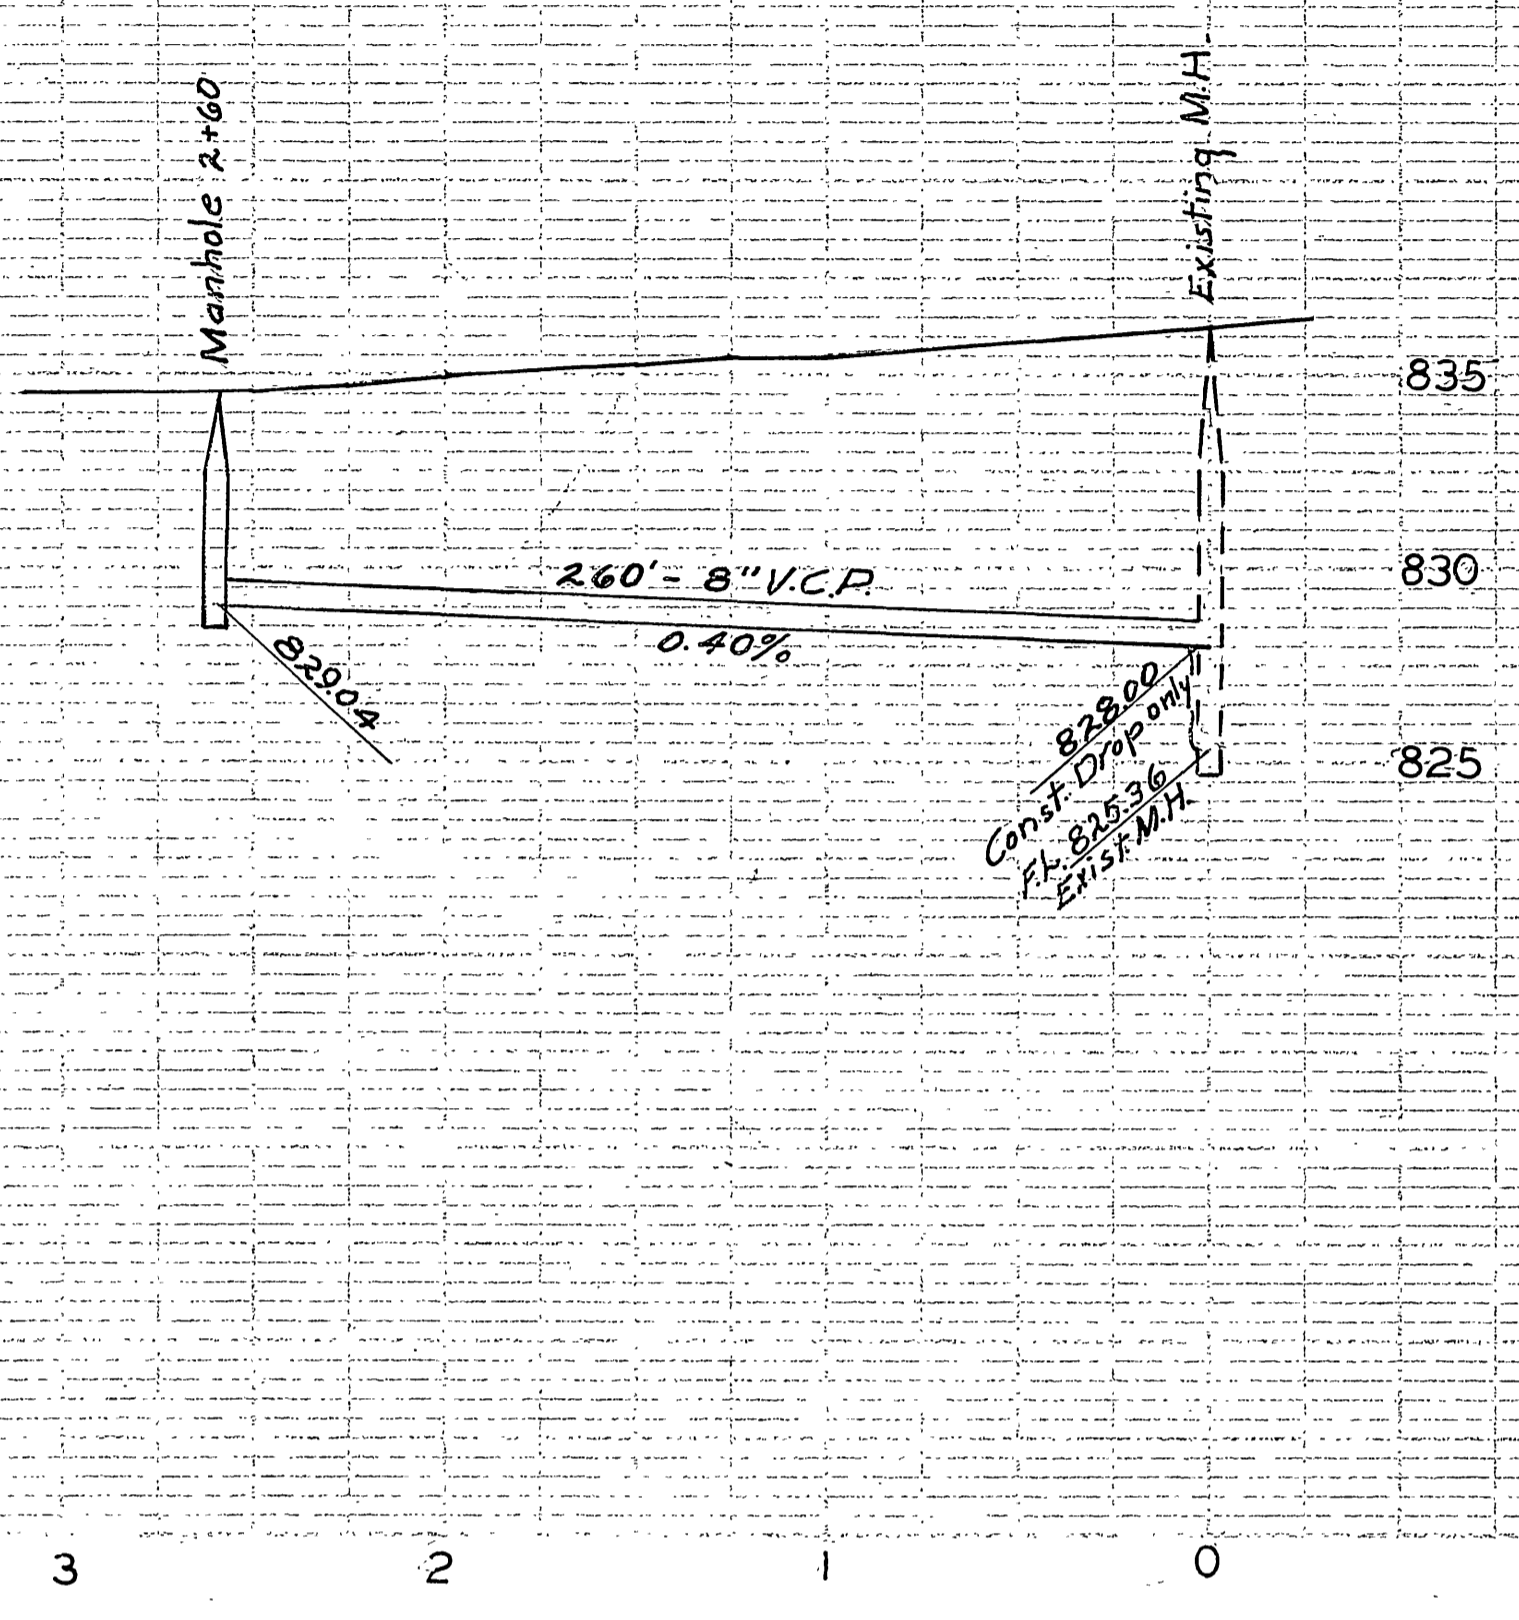 Manhole 2+60
Existing M.H.
835
830
260' - 8" V.C.P.
0.40%
829.04
828.00
Const. Drop only
825
F.L. 825.36
Exist. M.H.
3
2
1
0